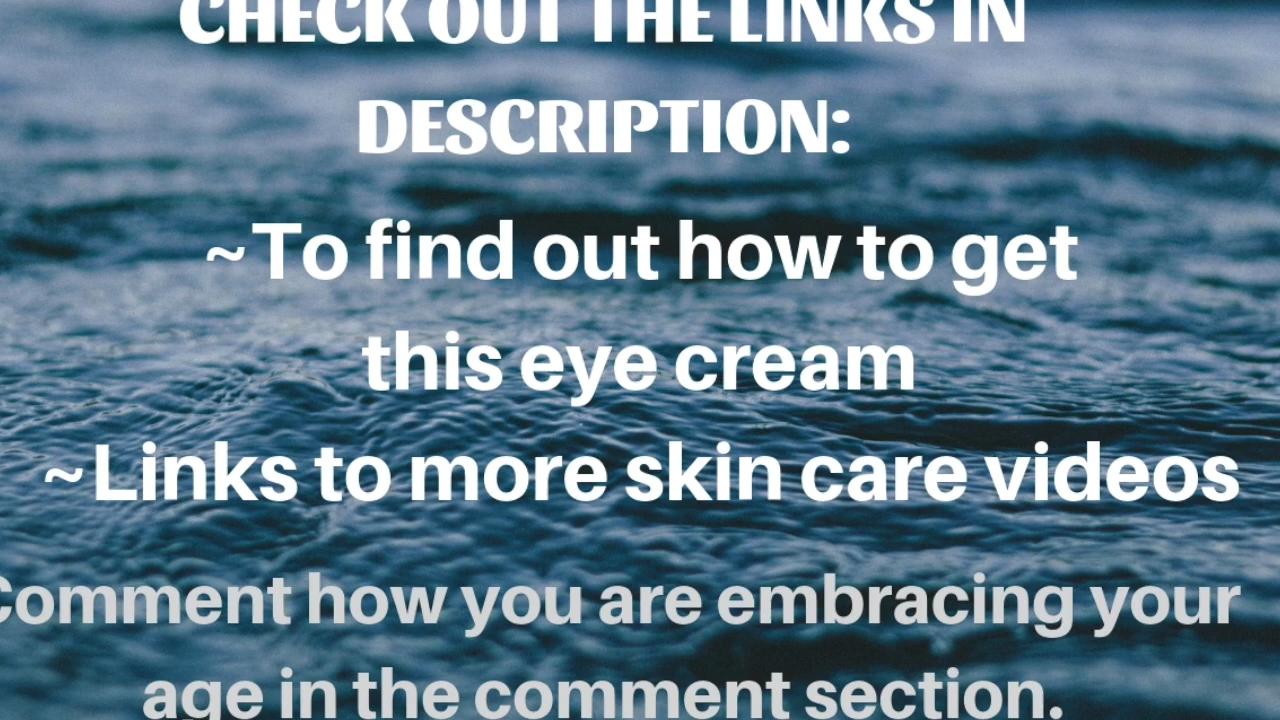 CHECK OUT THE LINKS IN
DESCRIPTION:
~To find out how to get
this eye cream
~Links to more skin care videos
Comment how you are embracing your
age in the comment section.